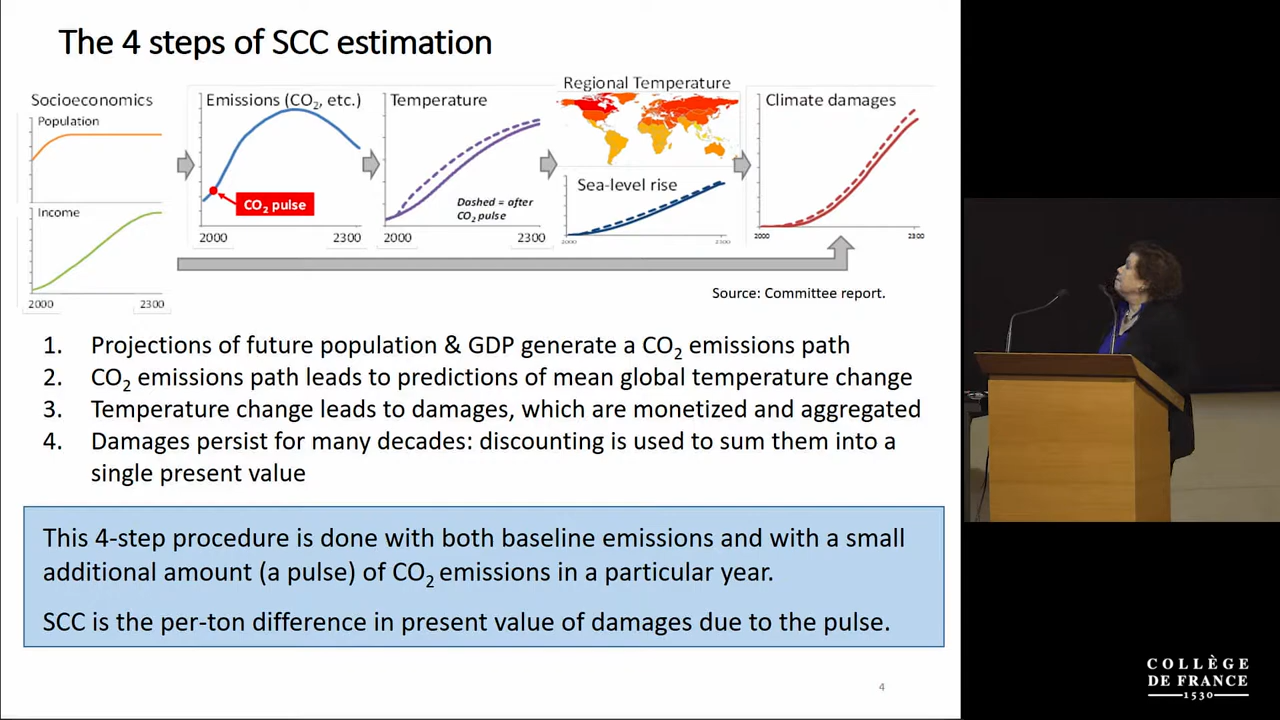 The 4 steps of SCC estimation
Socioeconomics
Population
Income
2000
2300
Emissions (CO₂, etc.)
CO₂ pulse
2000
2300
Temperature
Dashed = after
CO₂ pulse
2000
2300
Regional Temperature
Sea-level rise
2000
2300
Climate damages
2000
2300
Source: Committee report.
1. Projections of future population & GDP generate a CO₂ emissions path
2. CO₂ emissions path leads to predictions of mean global temperature change
3. Temperature change leads to damages, which are monetized and aggregated
4. Damages persist for many decades: discounting is used to sum them into a
single present value
This 4-step procedure is done with both baseline emissions and with a small
additional amount (a pulse) of CO₂ emissions in a particular year.
SCC is the per-ton difference in present value of damages due to the pulse.
4
COLLÈGE
DE FRANCE
1530